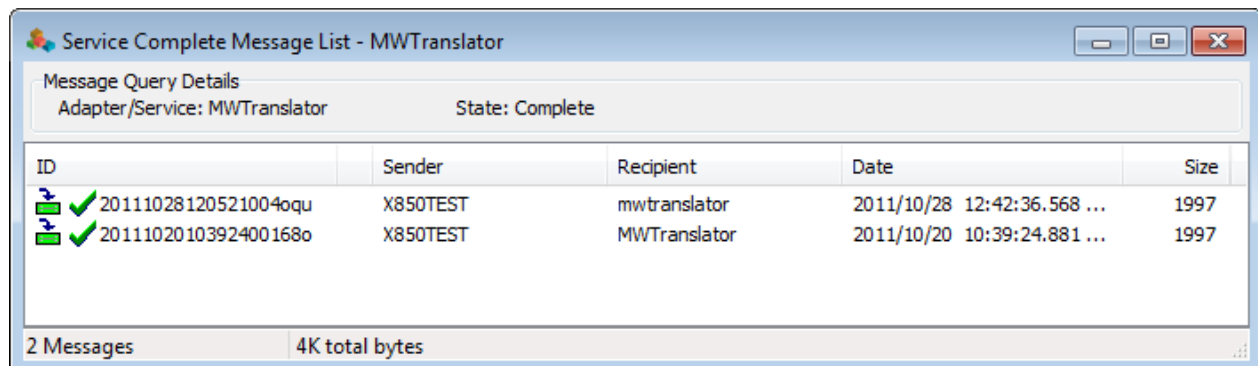 Service Complete Message List - MWTranslator
Message Query Details
Adapter/Service: MWTranslator State: Complete
ID Sender Recipient Date Size
20111028120521004oqu X850TEST mwtranslator 2011/10/28 12:42:36.568 ... 1997
20111020103924001680 X850TEST MWTranslator 2011/10/20 10:39:24.881 ... 1997
2 Messages 4K total bytes